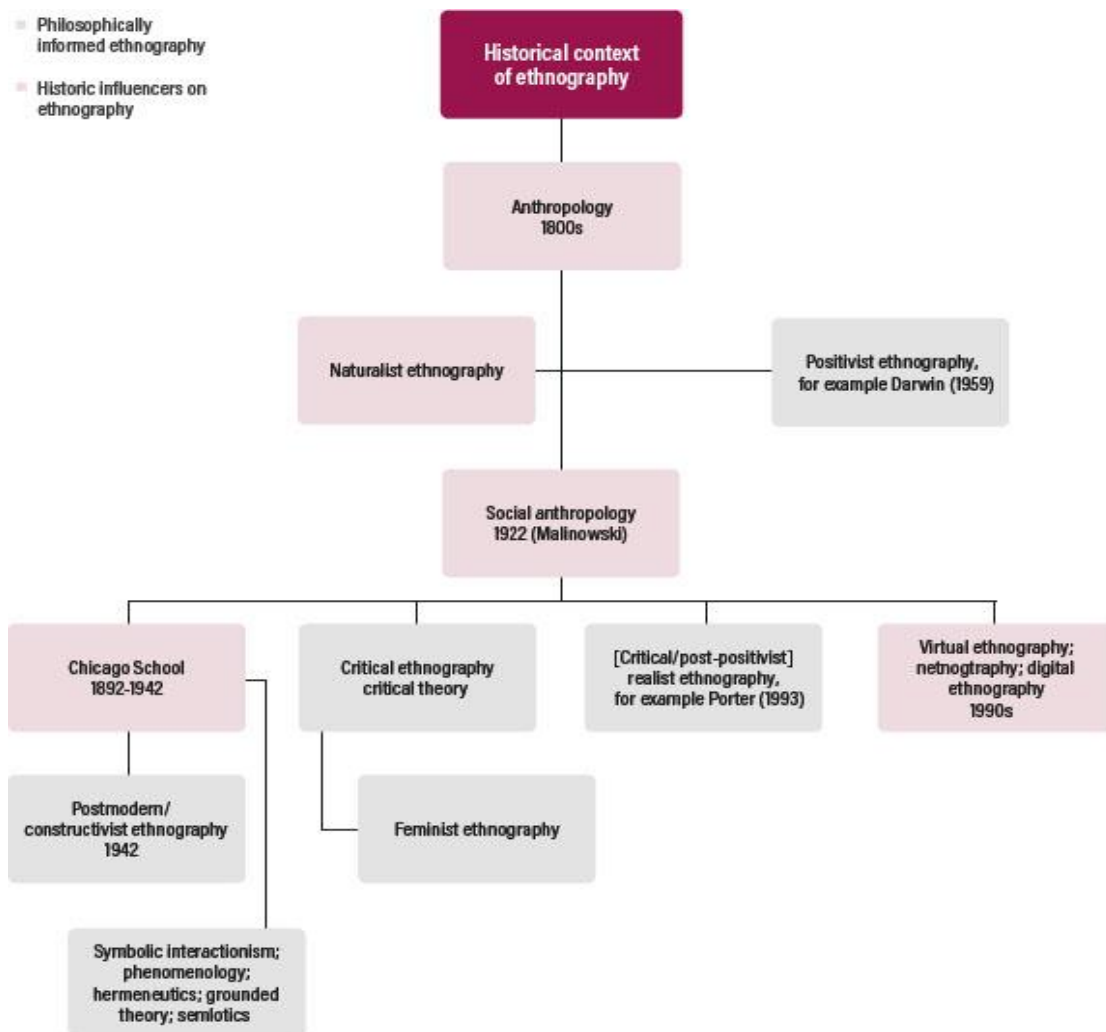 Philosophically
informed ethnography
Historic influencers on
ethnography
Historical context
of ethnography
Anthropology
1800s
Naturalist ethnography
Positivist ethnography,
for example Darwin (1959)
Social anthropology
1922 (Malinowski)
Chicago School
1892-1942
Critical ethnography
critical theory
[Critical/post-positivist]
realist ethnography,
for example Porter (1993)
Virtual ethnography;
netnogtraphy; digital
ethnography
1990s
Postmodern/
constructivist ethnography
1942
Feminist ethnography
Symbolic interactionism;
phenomenology;
hermeneutics; grounded
theory; semiotics